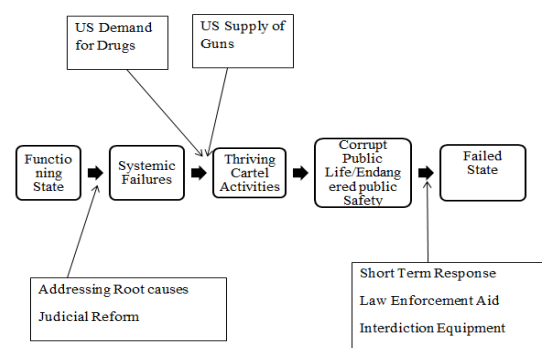 US Demand
for Drugs
US Supply of
Guns
Functio
ning
State
Systemic
Failures
Thriving
Cartel
Activities
Corrupt
Public
Life/Endang
ered public
Safety
Failed
State
Addressing Root causes
Judicial Reform
Short Term Response
Law Enforcement Aid
Interdiction Equipment